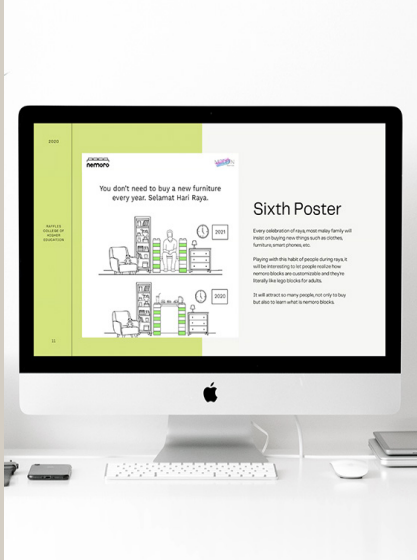 2020
RAFFLES
COLLEGE OF
HIGHER
EDUCATION
11
nemoro
You don't need to buy a new furniture
every year. Selamat Hari Raya.
2021
2020
Sixth Poster
Every celebration of raya, most malay family will
insist on buying new things such as clothes,
furniture, smart phones, etc.
Playing with this habit of people during raya, it
will be interesting to let people realize how
nemoro blocks are customizable and they're
literally like lego blocks for adults.
It will attract so many people, not only to buy
but also to learn what is nemoro blocks.